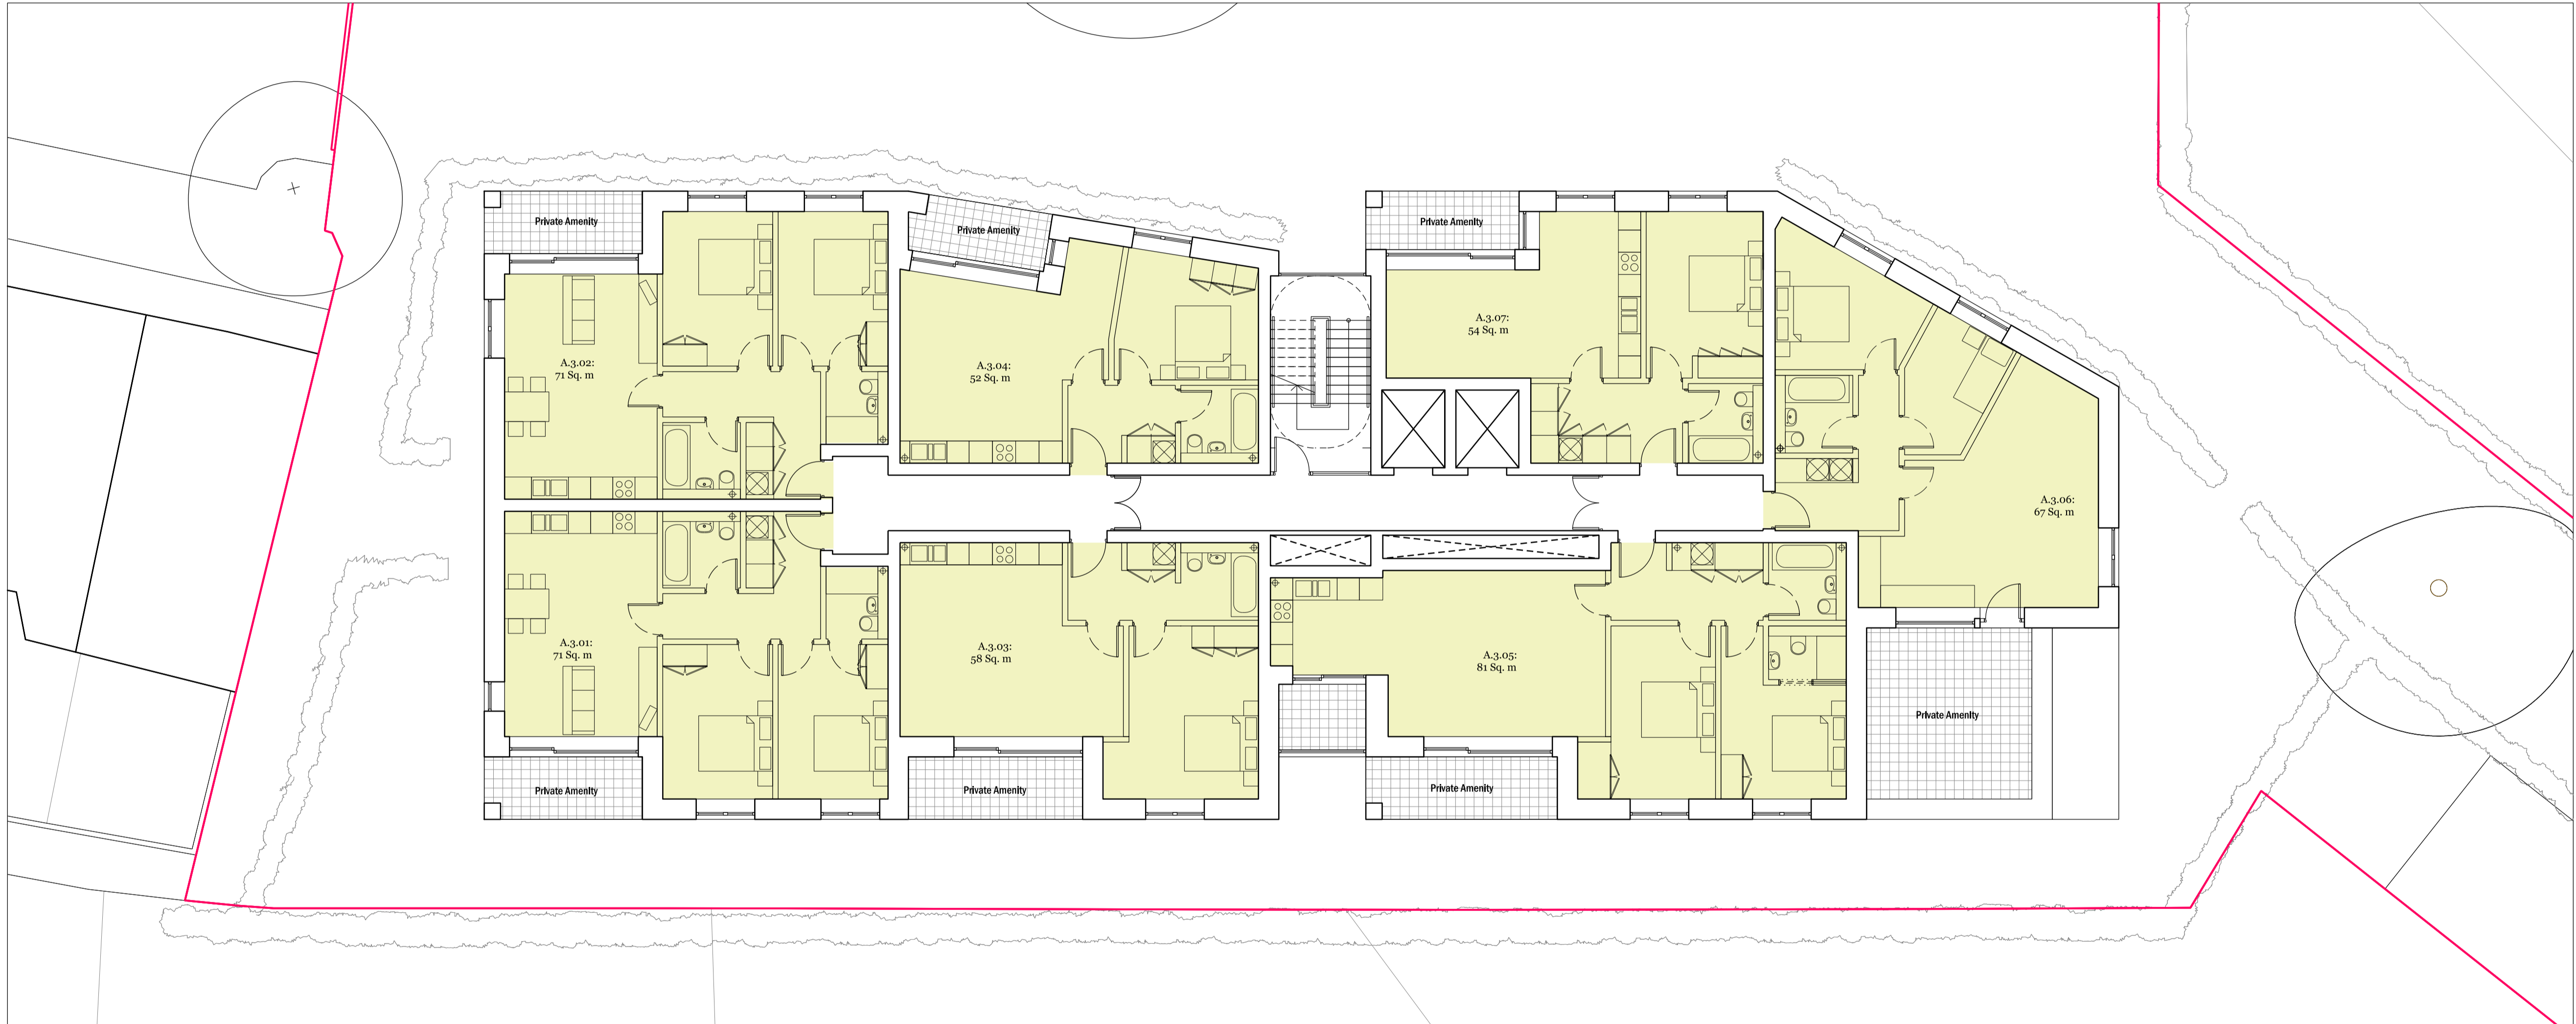 Private Amenity
Private Amenity
Private Amenity
A.3.02:
71 Sq. m
A.3.04:
52 Sq. m
A.3.07:
54 Sq. m
A.3.06:
67 Sq. m
A.3.01:
71 Sq. m
A.3.03:
58 Sq. m
A.3.05:
81 Sq. m
Private Amenity
Private Amenity
Private Amenity
Private Amenity